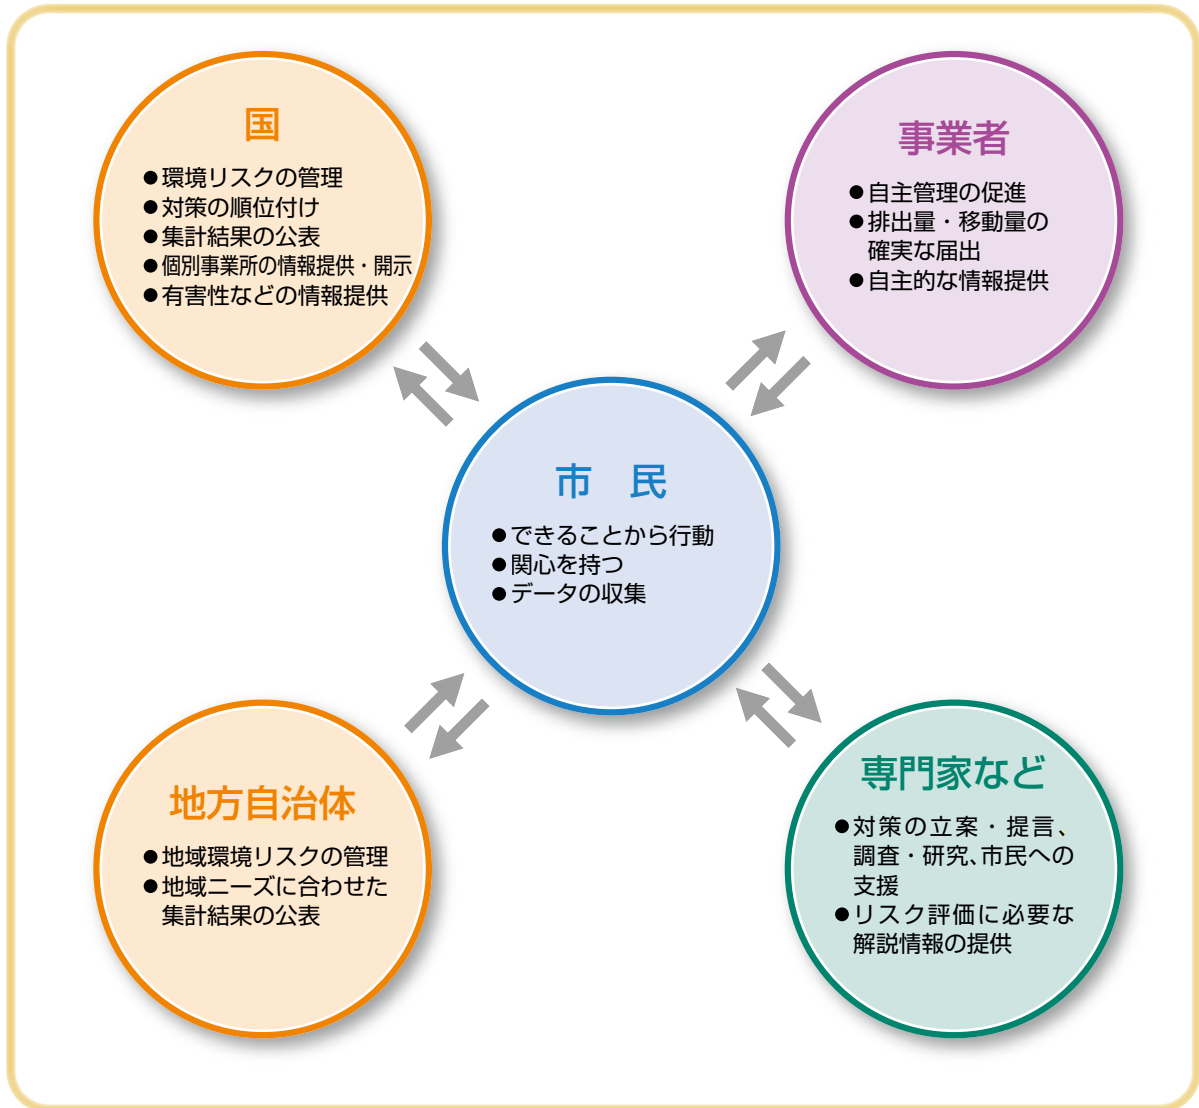 国
●環境リスクの管理
●対策の順位付け
●集計結果の公表
●個別事業所の情報提供・開示
●有害性などの情報提供
事業者
●自主管理の促進
●排出量・移動量の
確実な届出
●自主的な情報提供
市　民
●できることから行動
●関心を持つ
●データの収集
地方自治体
●地域環境リスクの管理
●地域ニーズに合わせた
集計結果の公表
専門家など
●対策の立案・提言、
調査・研究、市民への
支援
●リスク評価に必要な
解説情報の提供